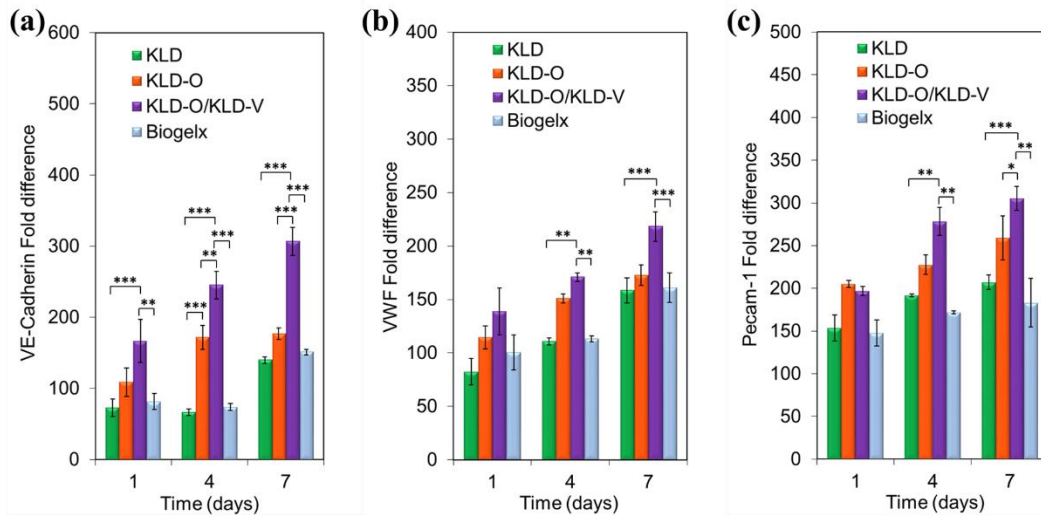 (a)
VE-Cadherin Fold difference
600
500
400
300
200
100
0
KLD
KLD-O
KLD-O/KLD-V
Biogelx
***
**
***
***
**
***
***
***
***
1
4
7
Time (days)
(b)
VWF Fold difference
400
350
300
250
200
150
100
50
0
KLD
KLD-O
KLD-O/KLD-V
Biogelx
**
**
***
***
1
4
7
Time (days)
(c)
Pecam-1 Fold difference
500
450
400
350
300
250
200
150
100
50
0
KLD
KLD-O
KLD-O/KLD-V
Biogelx
**
**
***
**
*
1
4
7
Time (days)